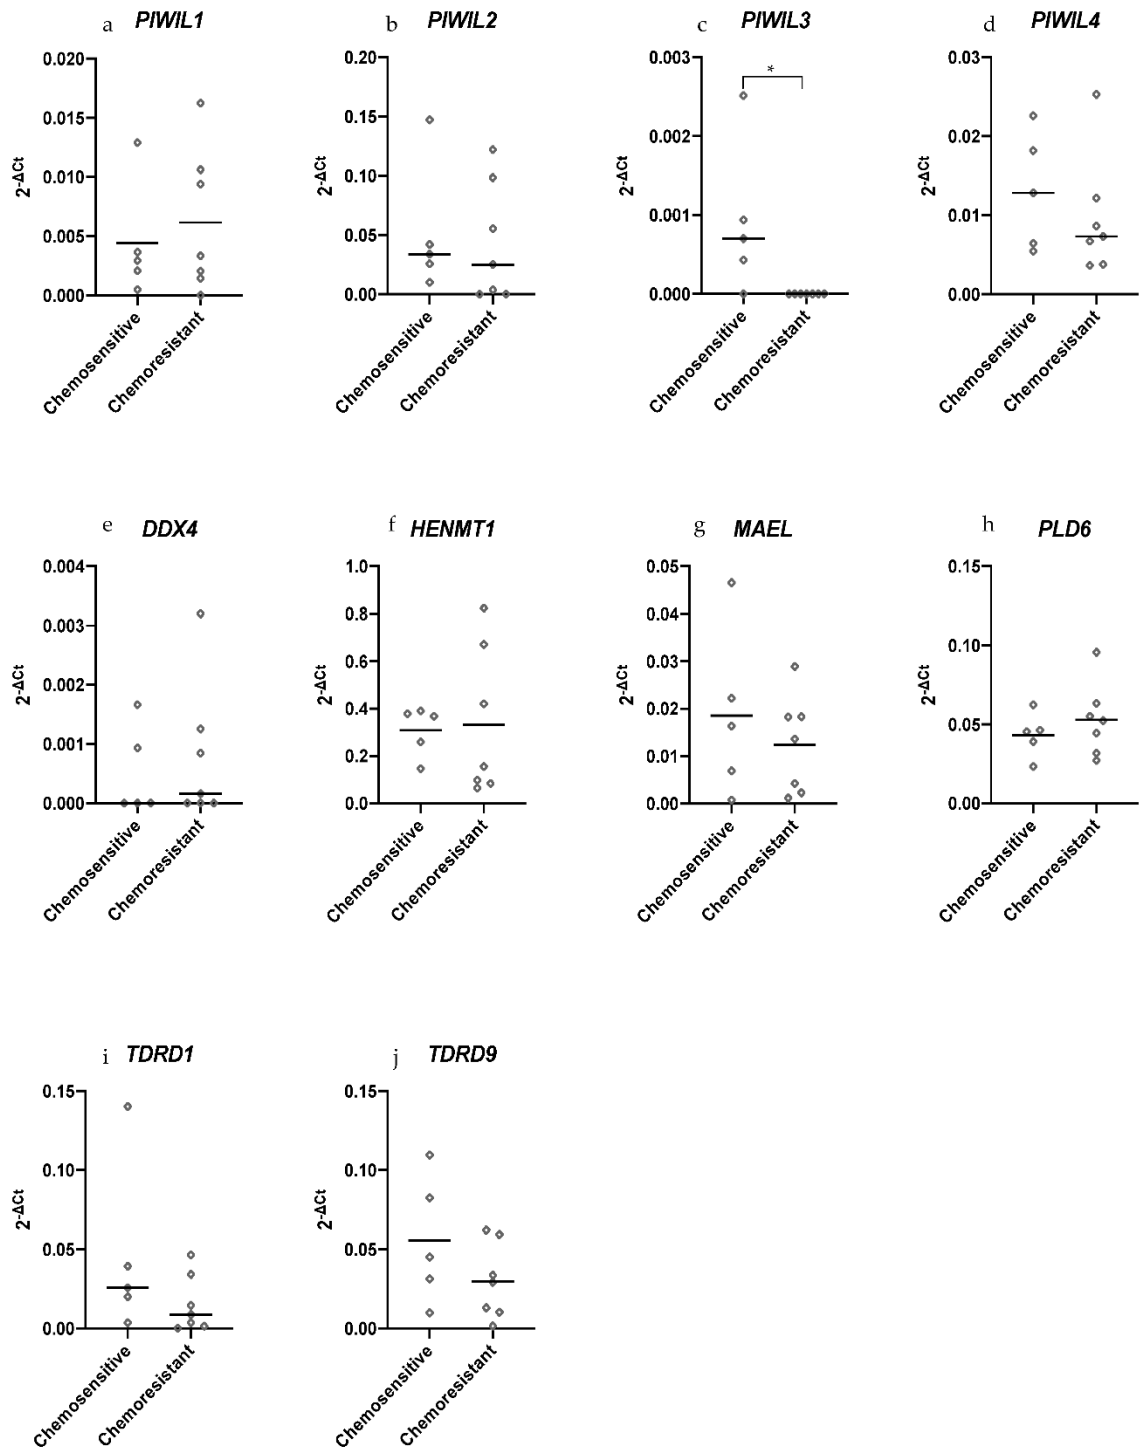 a PIWIL1
b PIWIL2
c PIWIL3
d PIWIL4
0.020
0.015
0.010
0.005
0.000
2-ΔCt
Chemosensitive
Chemoresistant
0.20
0.15
0.10
0.05
0.00
2-ΔCt
Chemosensitive
Chemoresistant
0.003
0.002
0.001
0.000
2-ΔCt
*
Chemosensitive
Chemoresistant
0.03
0.02
0.01
0.00
2-ΔCt
Chemosensitive
Chemoresistant
e DDX4
f HENMT1
g MAEL
h PLD6
0.004
0.003
0.002
0.001
0.000
2-ΔCt
Chemosensitive
Chemoresistant
1.0
0.8
0.6
0.4
0.2
0.0
2-ΔCt
Chemosensitive
Chemoresistant
0.05
0.04
0.03
0.02
0.01
0.00
2-ΔCt
Chemosensitive
Chemoresistant
0.15
0.10
0.05
0.00
2-ΔCt
Chemosensitive
Chemoresistant
i TDRD1
j TDRD9
0.15
0.10
0.05
0.00
2-ΔCt
Chemosensitive
Chemoresistant
0.15
0.10
0.05
0.00
2-ΔCt
Chemosensitive
Chemoresistant